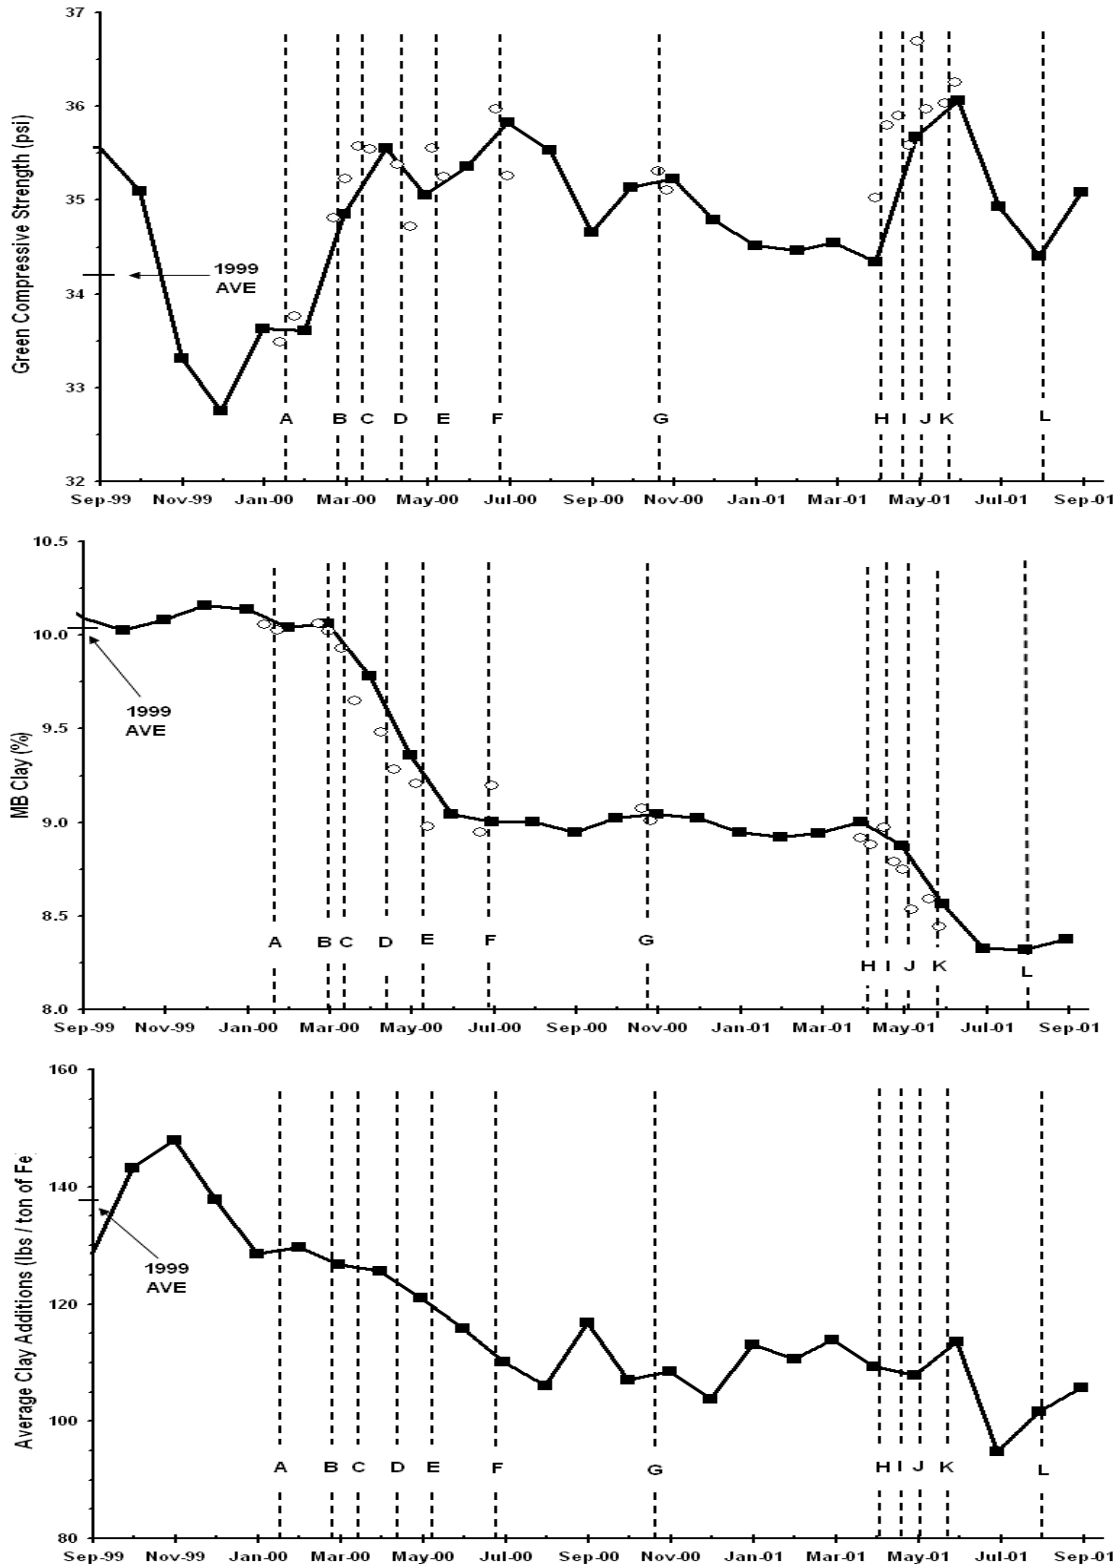 Green Compressive Strength (psi)
37
36
35
34
33
32
1999
AVE
A B C D E F G H I J K L
Sep-99 Nov-99 Jan-00 Mar-00 May-00 Jul-00 Sep-00 Nov-00 Jan-01 Mar-01 May-01 Jul-01 Sep-01
MB Clay (%)
10.5
10.0
9.5
9.0
8.5
8.0
1999
AVE
A B C D E F G H I J K L
Sep-99 Nov-99 Jan-00 Mar-00 May-00 Jul-00 Sep-00 Nov-00 Jan-01 Mar-01 May-01 Jul-01 Sep-01
Average Clay Additions (lbs / ton of Fe
160
140
120
100
80
1999
AVE
A B C D E F G H I J K L
Sep-99 Nov-99 Jan-00 Mar-00 May-00 Jul-00 Sep-00 Nov-00 Jan-01 Mar-01 May-01 Jul-01 Sep-01